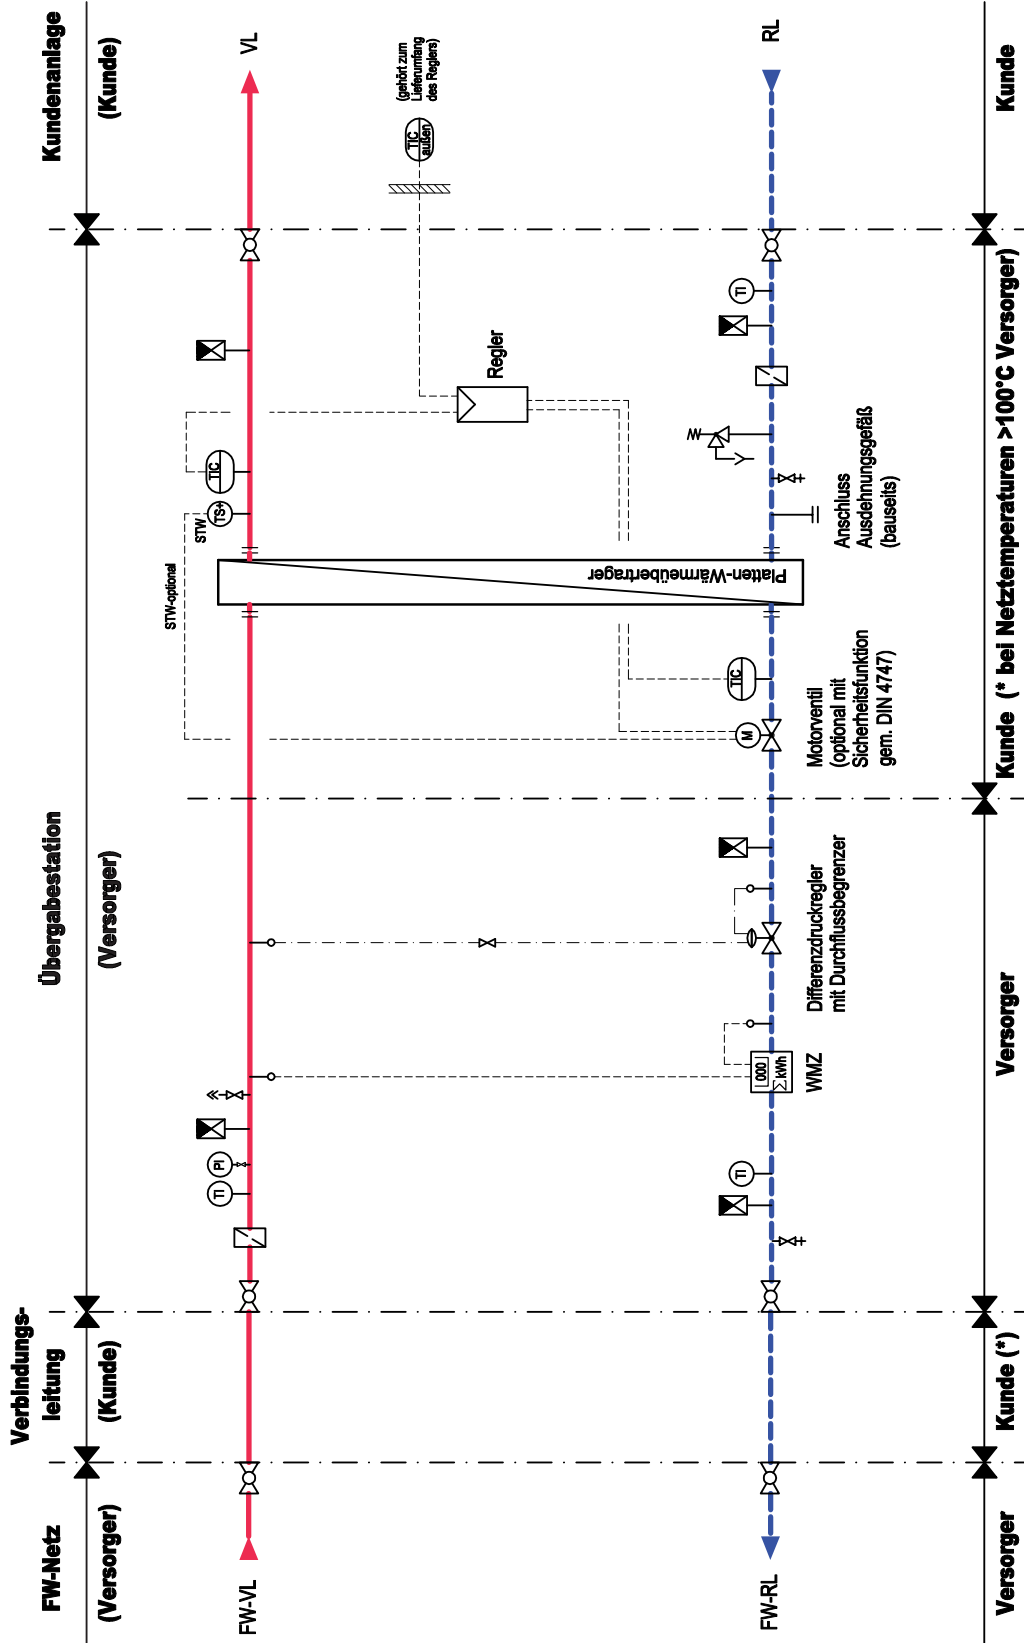 FW-Netz
(Versorger)
Verbindungs-
leitung
(Kunde)
Übergabestation
(Versorger)
Kundenanlage
(Kunde)
FW-VL
TI
PI
STW-optional
STW
TS+
TIC
VL
Regler
TIC
außen
(gehört zum
Lieferumfang
des Reglers)
Platten-Wärmeübertrager
FW-RL
TI
000
∑ kWh
WMZ
Differenzdruckregler
mit Durchflussbegrenzer
M
TIC
Motorventil
(optional mit
Sicherheitsfunktion
gem. DIN 4747)
Anschluss
Ausdehnungsgefäß
(bauseits)
TI
RL
Versorger
Kunde (*)
Versorger
Kunde (* bei Netztemperaturen >100°C Versorger)
Kunde